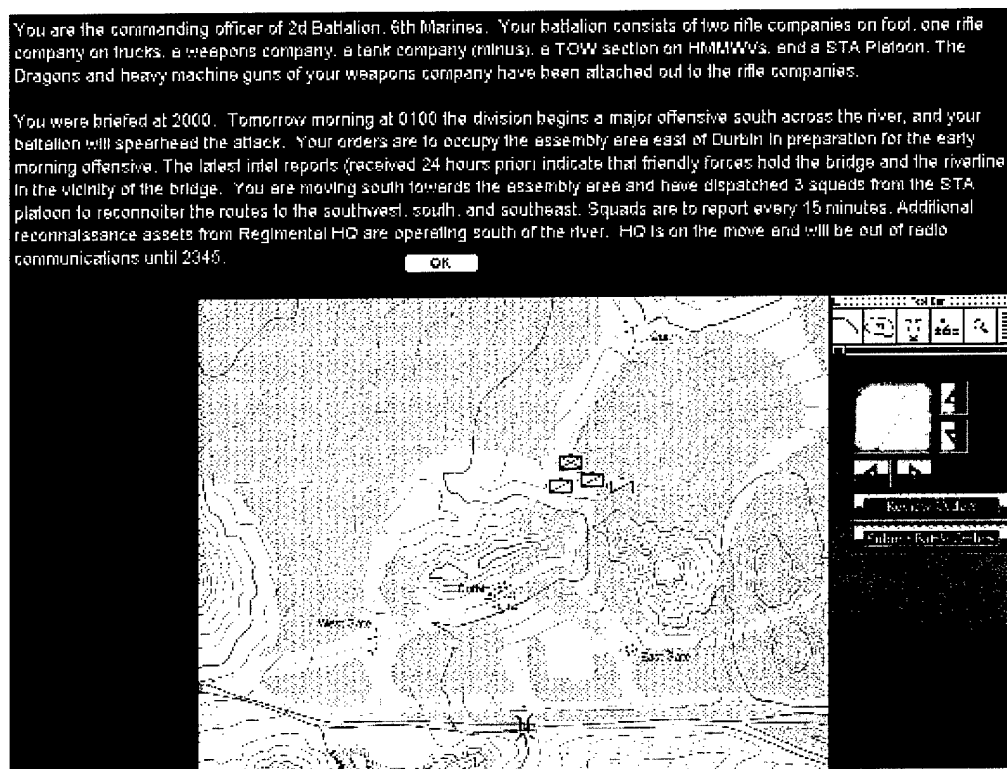 You are the commanding officer of 2d Battalion, 6th Marines. Your battalion consists of two rifle companies on foot, one rifle
company on trucks, a weapons company, a tank company (minus), a TOW section on HMMWVs, and a STA Platoon. The
Dragons and heavy machine guns of your weapons company have been attached out to the rifle companies.
You were briefed at 2000. Tomorrow morning at 0100 the division begins a major offensive south across the river, and your
battalion will spearhead the attack. Your orders are to occupy the assembly area east of Durbin in preparation for the early
morning offensive. The latest intel reports (received 24 hours prior) indicate that friendly forces hold the bridge and the riverline
in the vicinity of the bridge. You are moving south towards the assembly area and have dispatched 3 squads from the STA
platoon to reconnoiter the routes to the southwest, south, and southeast. Squads are to report every 15 minutes. Additional
reconnaissance assets from Regimental HQ are operating south of the river. HQ is on the move and will be out of radio
communications until 2345.
OK
Tool Bar
West Gate
East Gate
Review Orders